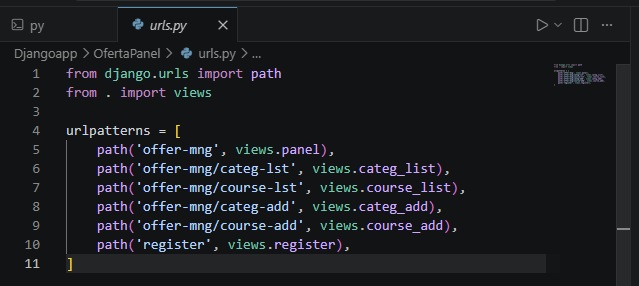 py
urls.py
Djangoapp > OfertaPanel > urls.py > ...
1 from django.urls import path
2 from . import views
3
4 urlpatterns = [
5     path('offer-mng', views.panel),
6     path('offer-mng/categ-lst', views.categ_list),
7     path('offer-mng/course-lst', views.course_list),
8     path('offer-mng/categ-add', views.categ_add),
9     path('offer-mng/course-add', views.course_add),
10     path('register', views.register),
11 ]